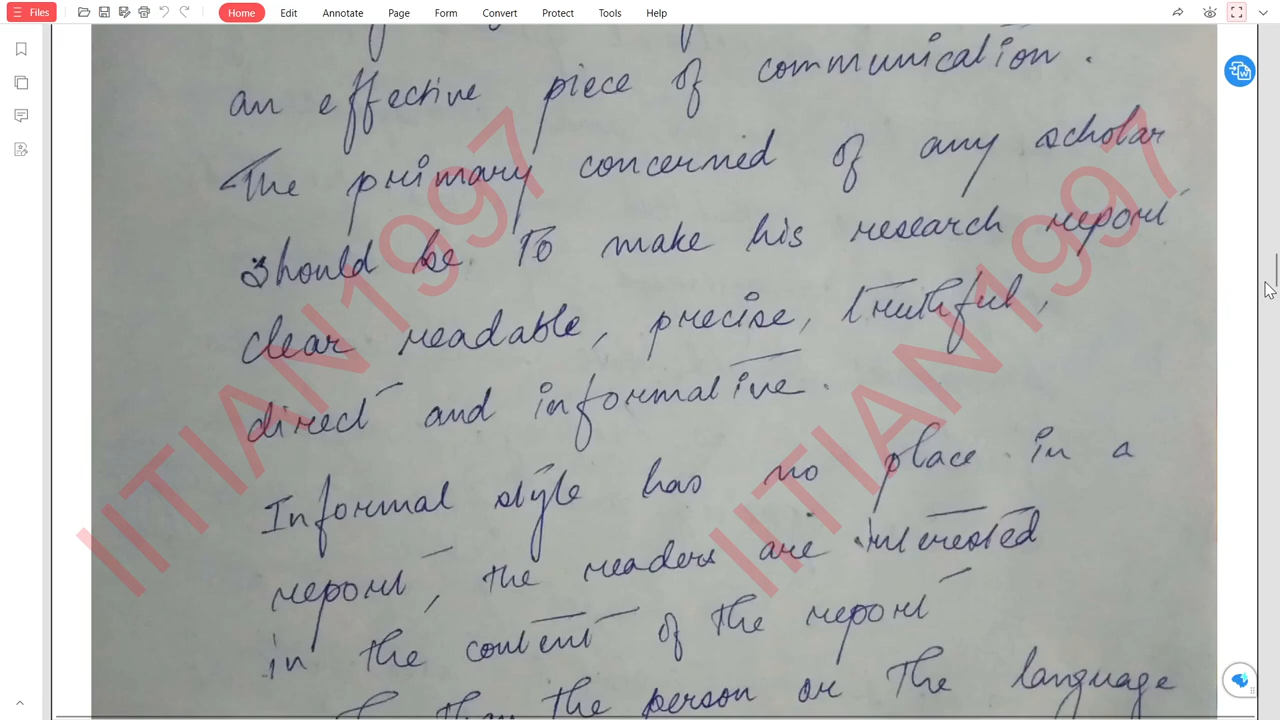 Files
Home Edit Annotate Page Form Convert Protect Tools Help
an effective piece of communication.
The primary concerned of any scholar
should be to make his research report
clear readable, precise, truthful,
direct and informative.
Informal style has no place in a
report, the readers are interested
in the content of the report
than the person or the language
IITIAN1997
IITIAN1997